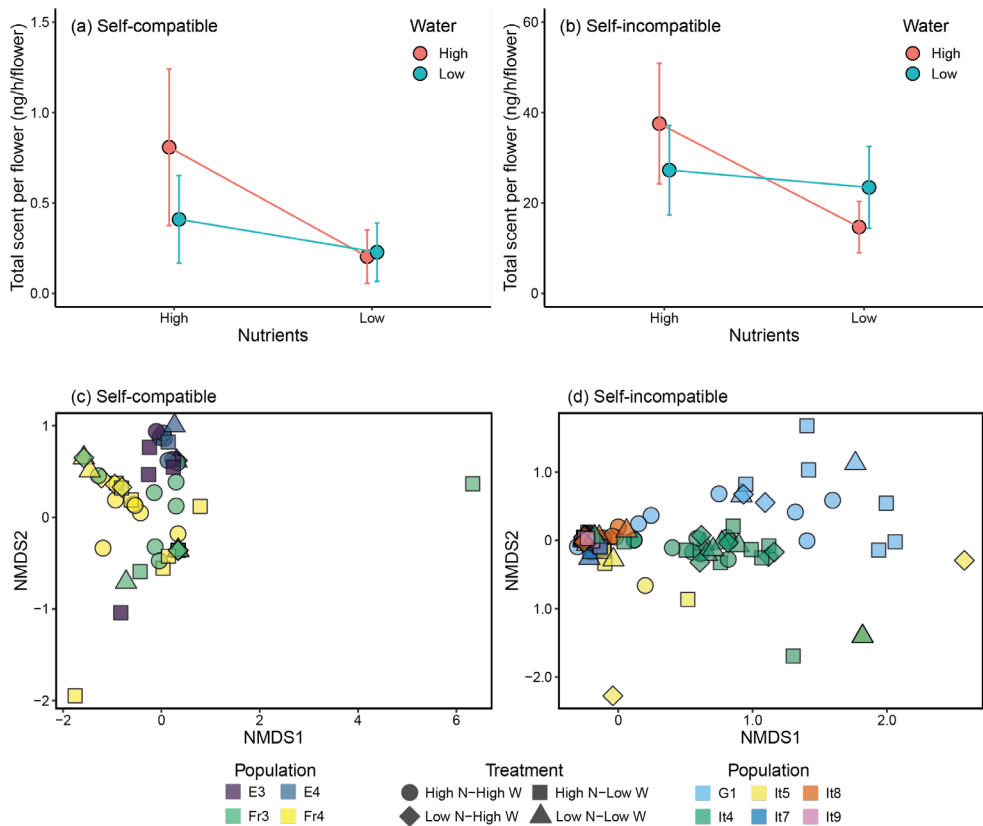 (a) Self-compatible
Water
High
Low
1.5
1.0
0.5
0.0
Total scent per flower (ng/h/flower)
High
Low
Nutrients
(b) Self-incompatible
Water
High
Low
60
40
20
0
Total scent per flower (ng/h/flower)
High
Low
Nutrients
(c) Self-compatible
1
0
−1
−2
NMDS2
−2
0
2
4
6
NMDS1
(d) Self-incompatible
1.0
0
1.0
−2.0
NMDS2
0
1.0
2.0
NMDS1
Population
E3
E4
Fr3
Fr4
Treatment
High N−High W
High N−Low W
Low N−High W
Low N−Low W
Population
G1
It5
It8
It4
It7
It9